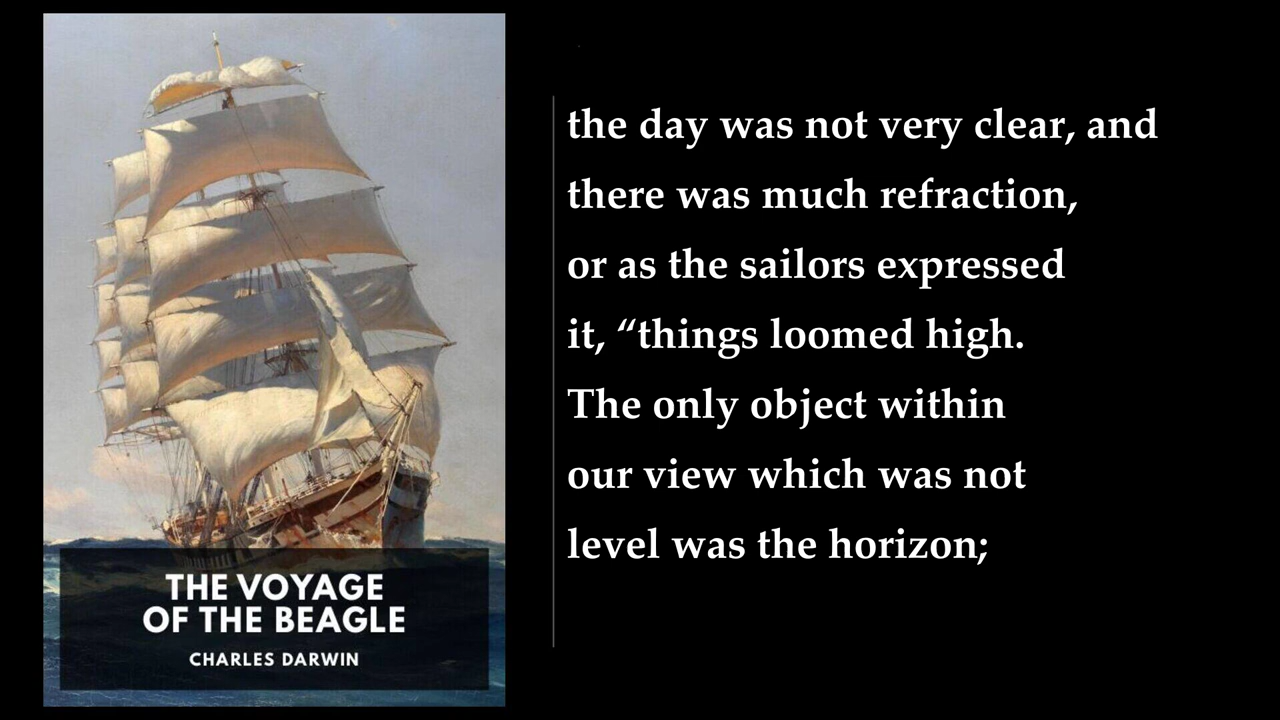 THE VOYAGE
OF THE BEAGLE
CHARLES DARWIN
the day was not very clear, and
there was much refraction,
or as the sailors expressed
it, “things loomed high.
The only object within
our view which was not
level was the horizon;